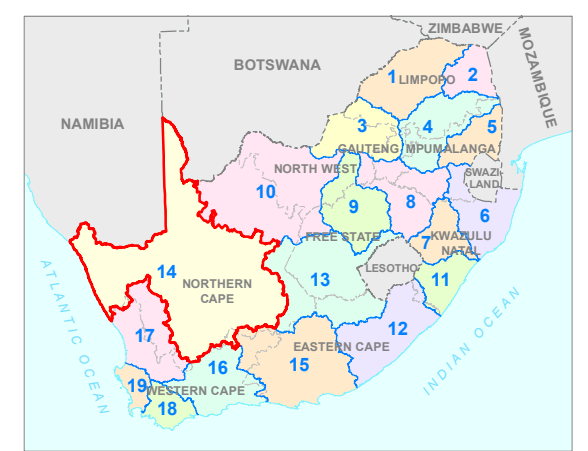 ZIMBABWE
MOZAMBIQUE
BOTSWANA
NAMIBIA
1
LIMPOPO
2
3
4
5
GAUTENG
MPUMALANGA
NORTH WEST
SWAZI-
LAND
10
9
8
6
7
KWAZULU
NATAL
FREE STATE
LESOTHO
14
NORTHERN
CAPE
13
11
12
EASTERN CAPE
17
16
15
19
WESTERN CAPE
18
ATLANTIC OCEAN
INDIAN OCEAN